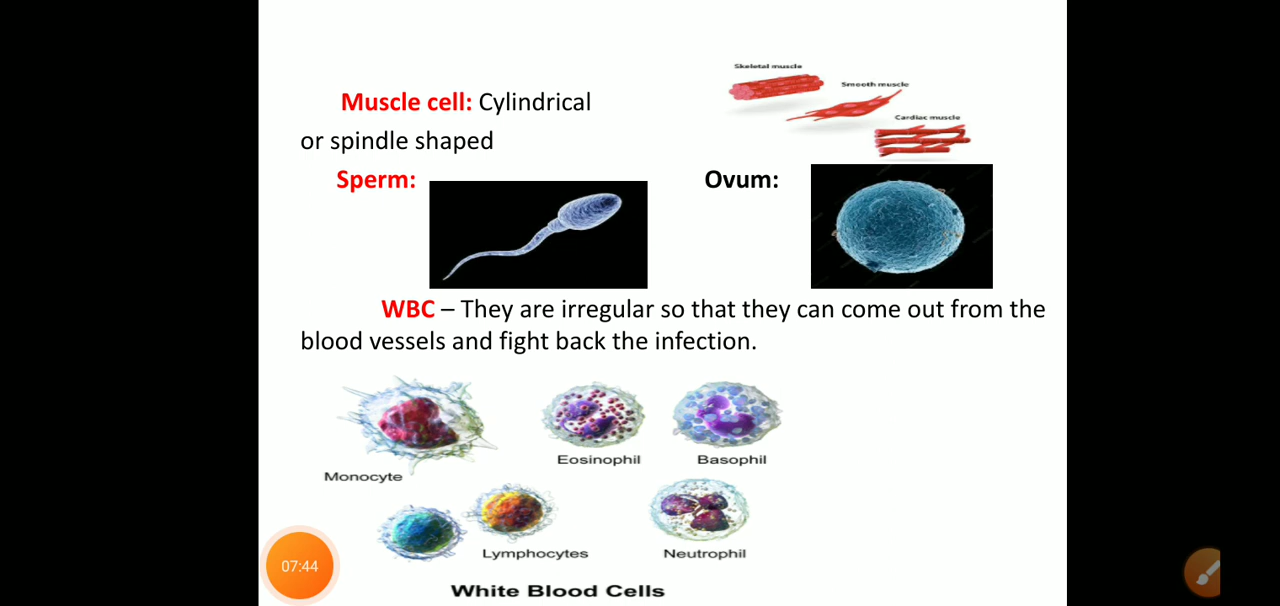 Skeletal muscle
Smooth muscle
Muscle cell: Cylindrical
Cardiac muscle
or spindle shaped
Sperm:
Ovum:
WBC – They are irregular so that they can come out from the
blood vessels and fight back the infection.
Eosinophil
Basophil
Monocyte
Lymphocytes
Neutrophil
07:44
White Blood Cells